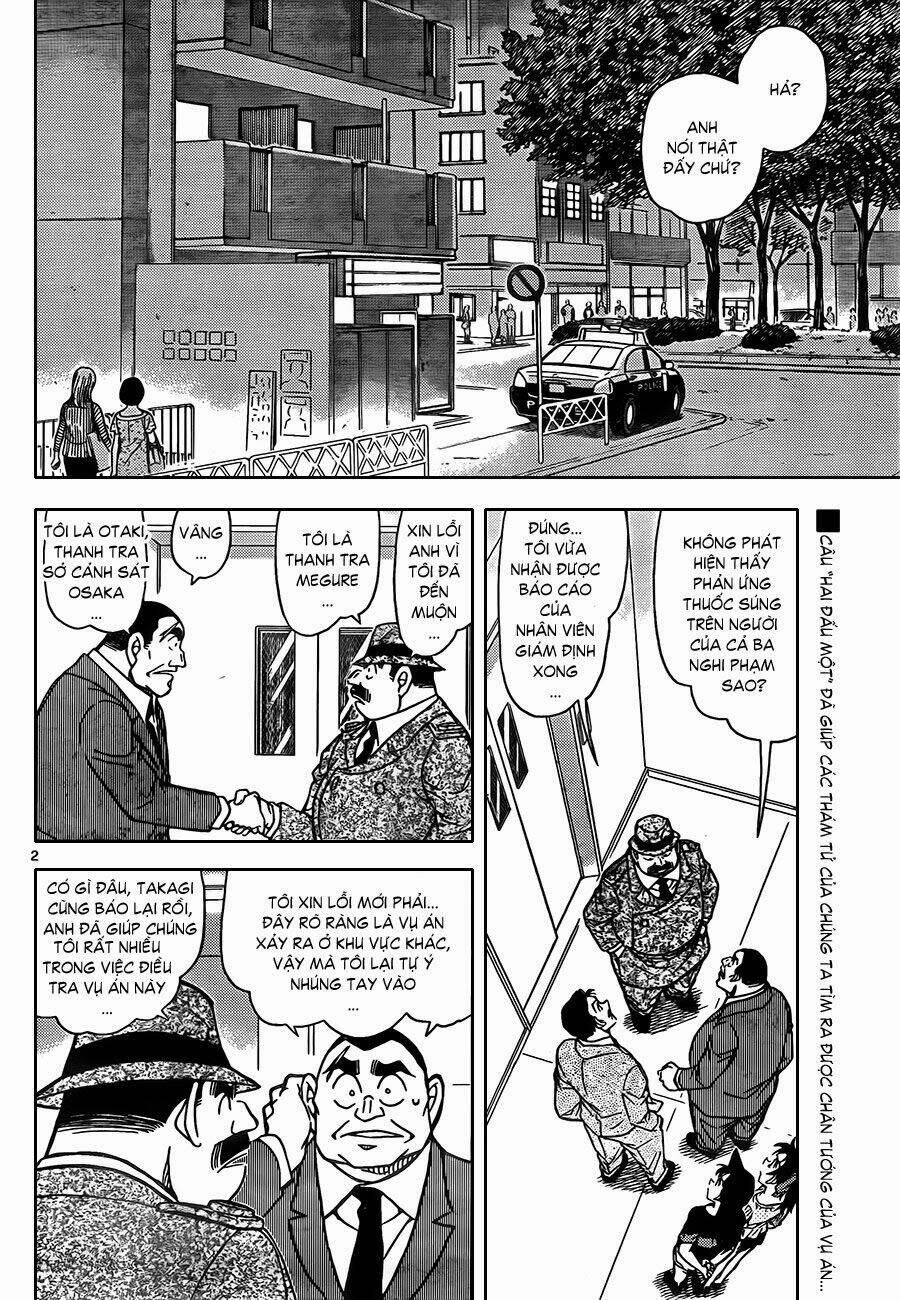 HẢ?
ANH
NÓI THẬT
ĐẤY CHỨ?
POLICE
KHÔNG PHÁT
HIỆN THẤY
PHẢN ỨNG
THUỐC SÚNG
TRÊN NGƯỜI
CỦA CẢ BA
NGHI PHẠM
SAO?
ĐÚNG...
TÔI VỪA
NHẬN ĐƯỢC
BÁO CÁO
CỦA
NHÂN VIÊN
GIÁM ĐỊNH
XONG
...
CÂU "HAI ĐẤU MỘT" ĐÃ GIÚP CÁC THÁM TỬ CỦA CHÚNG TA TÌM RA ĐƯỢC CHÂN TƯỚNG CỦA VỤ ÁN...
XIN LỖI
ANH VÌ
TÔI ĐÃ
ĐẾN
MUỘN
...
TÔI LÀ
THANH TRA
MEGURE
...
VÂNG
...
TÔI LÀ OTAKI,
THANH TRA
SỞ CẢNH SÁT
OSAKA
...
2
TÔI XIN LỖI MỚI PHẢI...
ĐÂY RÕ RÀNG LÀ VỤ ÁN
XẢY RA Ở KHU VỰC KHÁC,
VẬY MÀ TÔI LẠI TỰ Ý
NHÚNG TAY VÀO
...
CÓ GÌ ĐÂU, TAKAGI
CŨNG BÁO LẠI RỒI,
ANH ĐÃ GIÚP CHÚNG
TÔI RẤT NHIỀU
TRONG VIỆC ĐIỀU
TRA VỤ ÁN NÀY
...